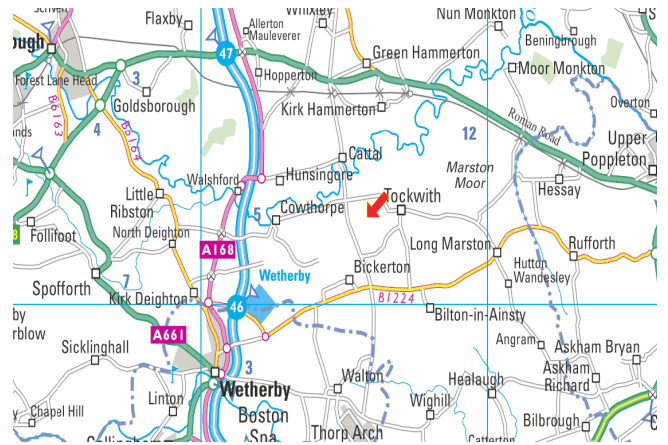 Flaxby
Allerton
Mauleverer
Nun Monkton
Beningbrough
ough
47
Green Hammerton
Moor Monkton
Forest Lane Head
3
Hopperton
Goldsborough
Kirk Hammerton
Overton
B6163
4
B6164
12
Roman Road
Upper
Poppleton
Cattal
Marston
Moor
Walshford
Hunsingore
Hessay
Little
Ribston
5
Cowthorpe
Tockwith
Follifoot
North Deighton
A168
Long Marston
Rufforth
Wetherby
Bickerton
Hutton
Wandesley
Spofforth
7
Kirk Deighton
46
B1224
by
rblow
A661
Bilton-in-Ainsty
Angram
Askham Bryan
Sicklinghall
3
Askham
Richard
Wetherby
Walton
Healaugh
Linton
Wighill
Chapel Hill
Boston
Spa
Thorp Arch
Bilbrough
Catterton